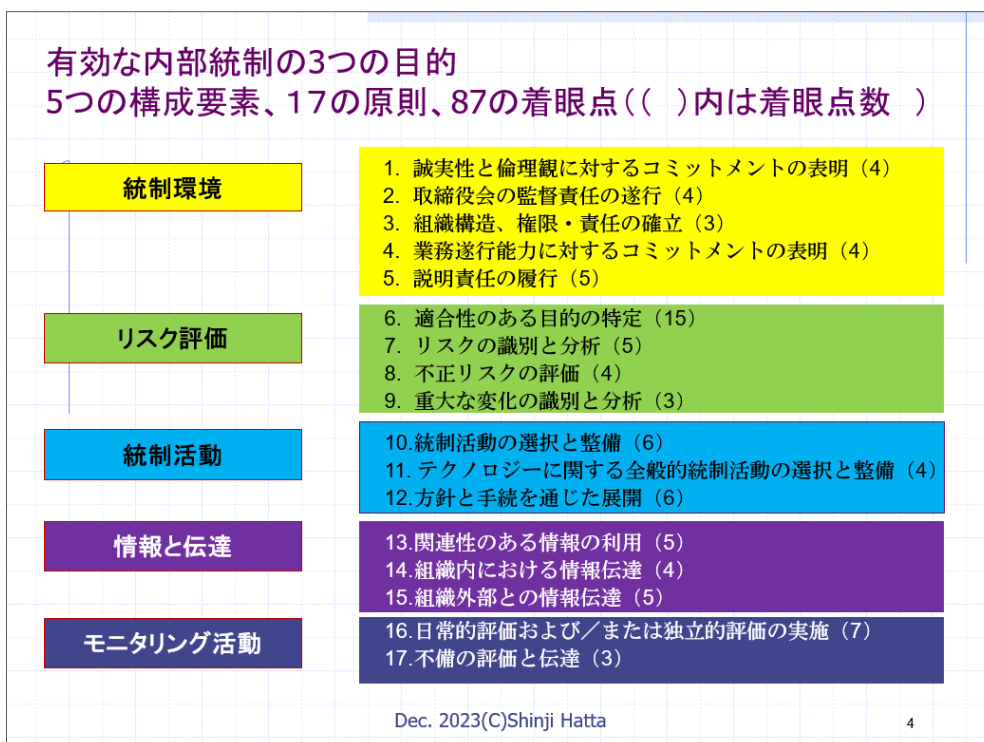 有効な内部統制の3つの目的
5つの構成要素、17の原則、87の着眼点(( )内は着眼点数 )
統制環境
1. 誠実性と倫理観に対するコミットメントの表明（4）
2. 取締役会の監督責任の遂行（4）
3. 組織構造、権限・責任の確立（3）
4. 業務遂行能力に対するコミットメントの表明（4）
5. 説明責任の履行（5）
リスク評価
6. 適合性のある目的の特定（15）
7. リスクの識別と分析（5）
8. 不正リスクの評価（4）
9. 重大な変化の識別と分析（3）
統制活動
10.統制活動の選択と整備（6）
11. テクノロジーに関する全般的統制活動の選択と整備（4）
12.方針と手続を通じた展開（6）
情報と伝達
13.関連性のある情報の利用（5）
14.組織内における情報伝達（4）
15.組織外部との情報伝達（5）
モニタリング活動
16.日常的評価および／または独立的評価の実施（7）
17.不備の評価と伝達（3）
Dec. 2023(C)Shinji Hatta
4